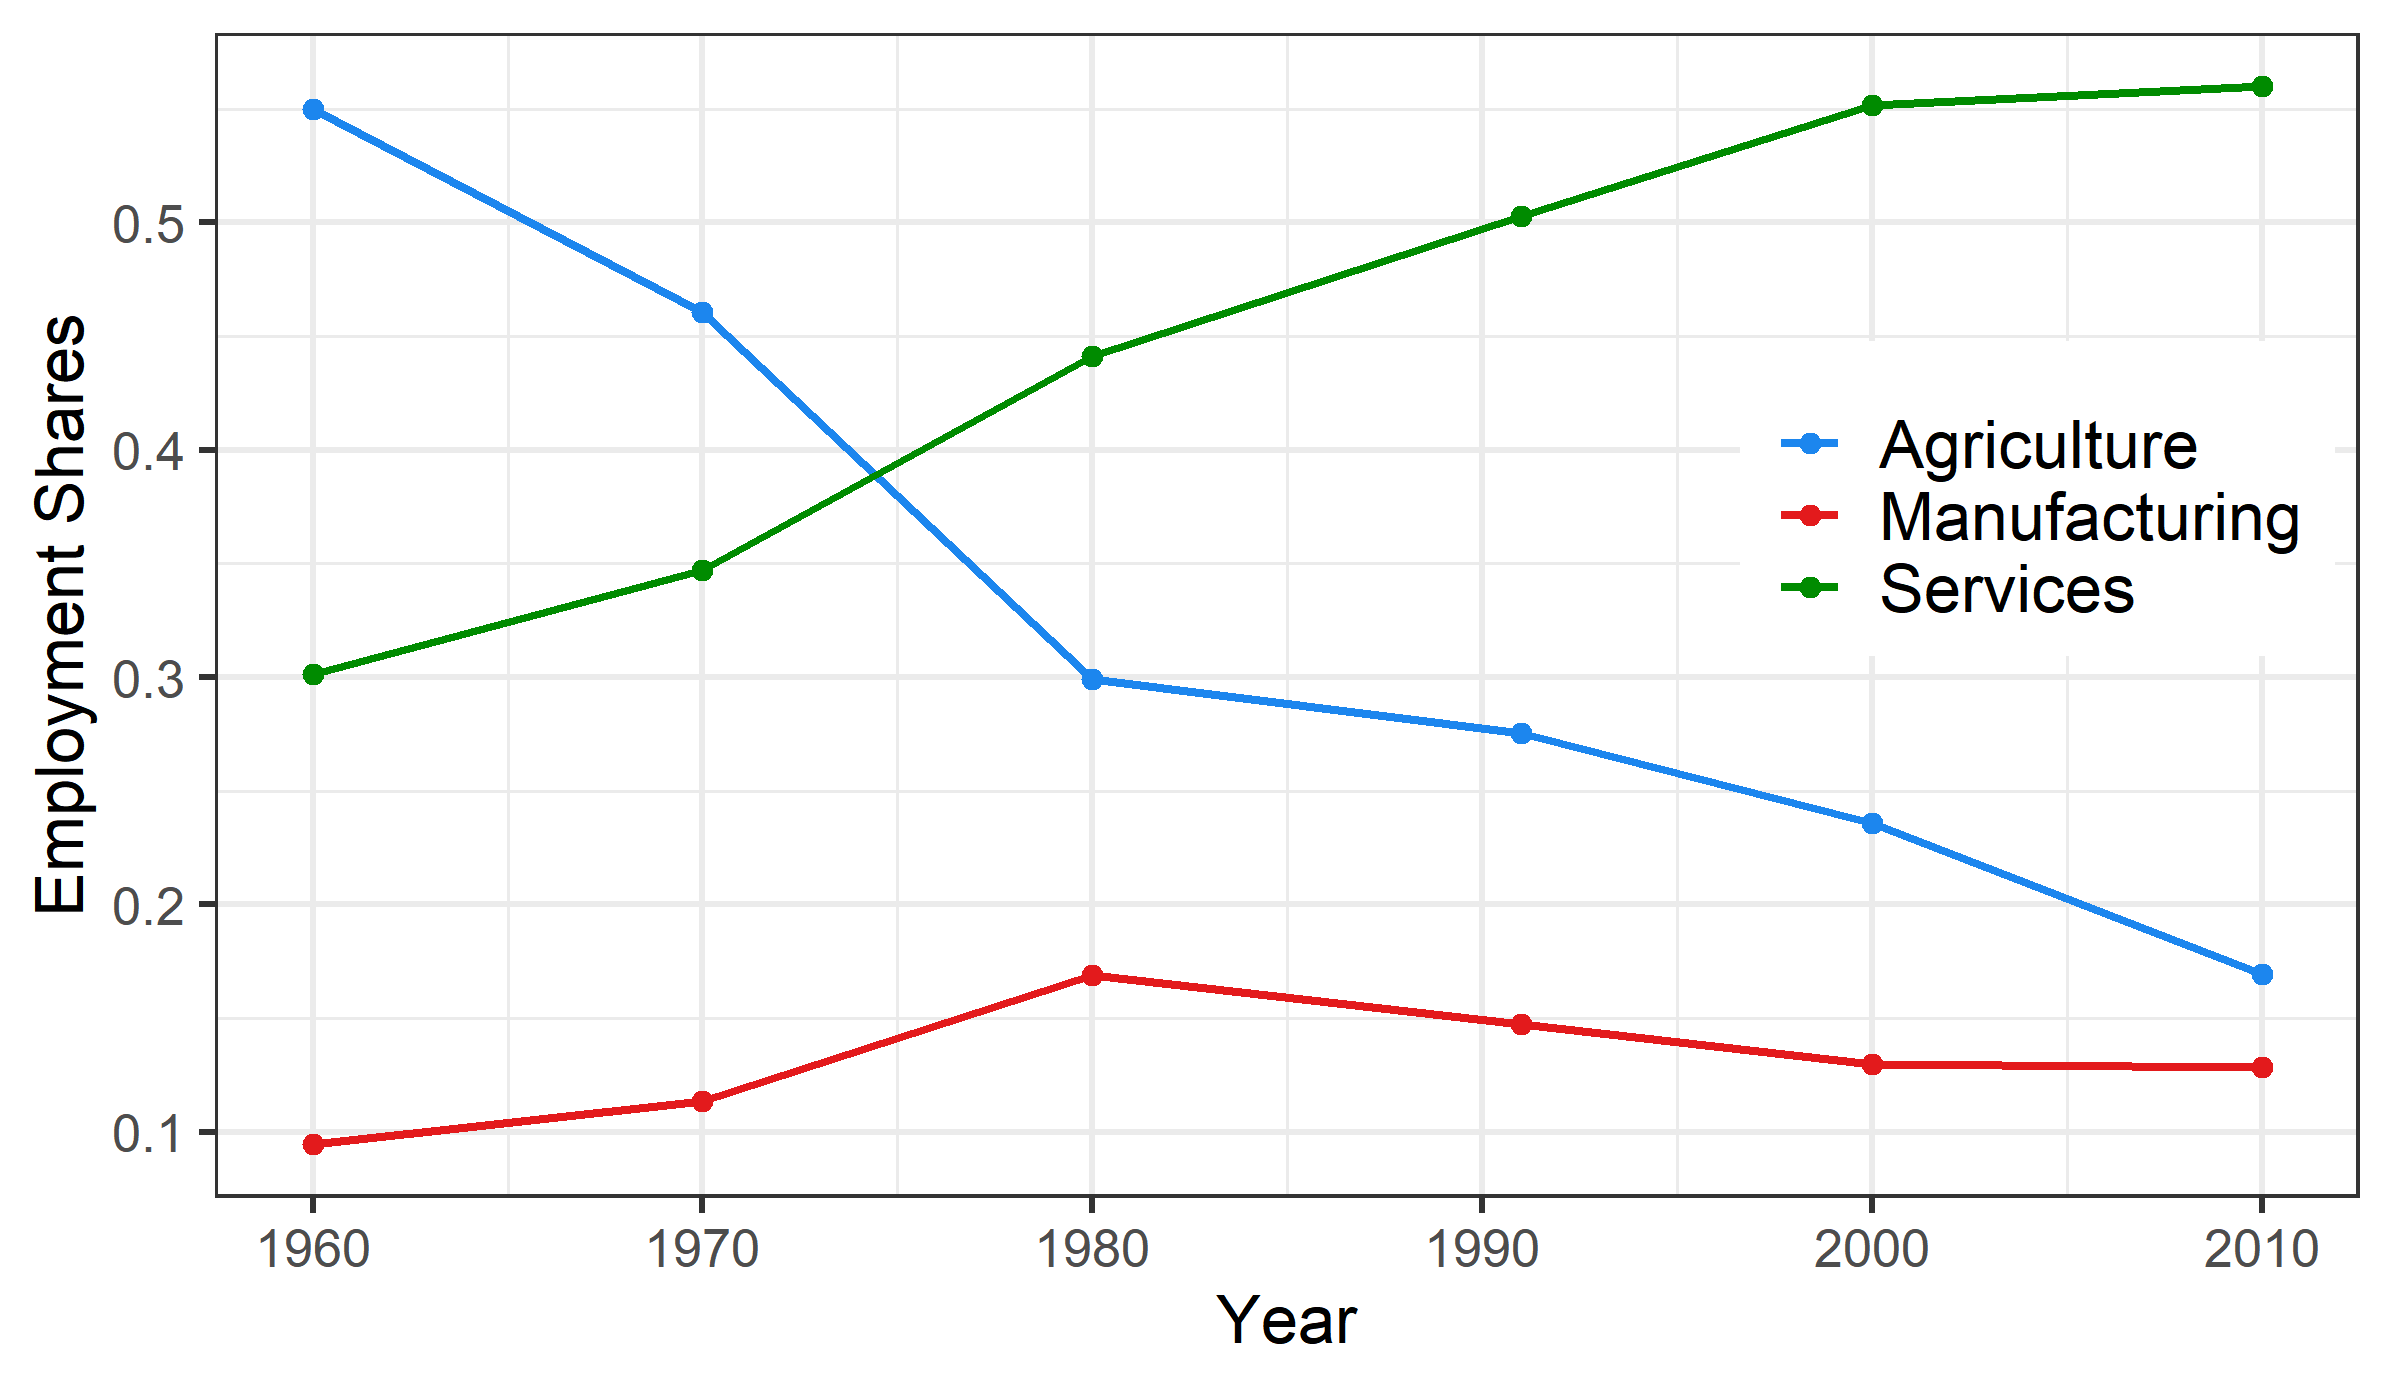 Employment Shares
0.5
0.4
0.3
0.2
0.1
Agriculture
Manufacturing
Services
1960 1970 1980 1990 2000 2010
Year